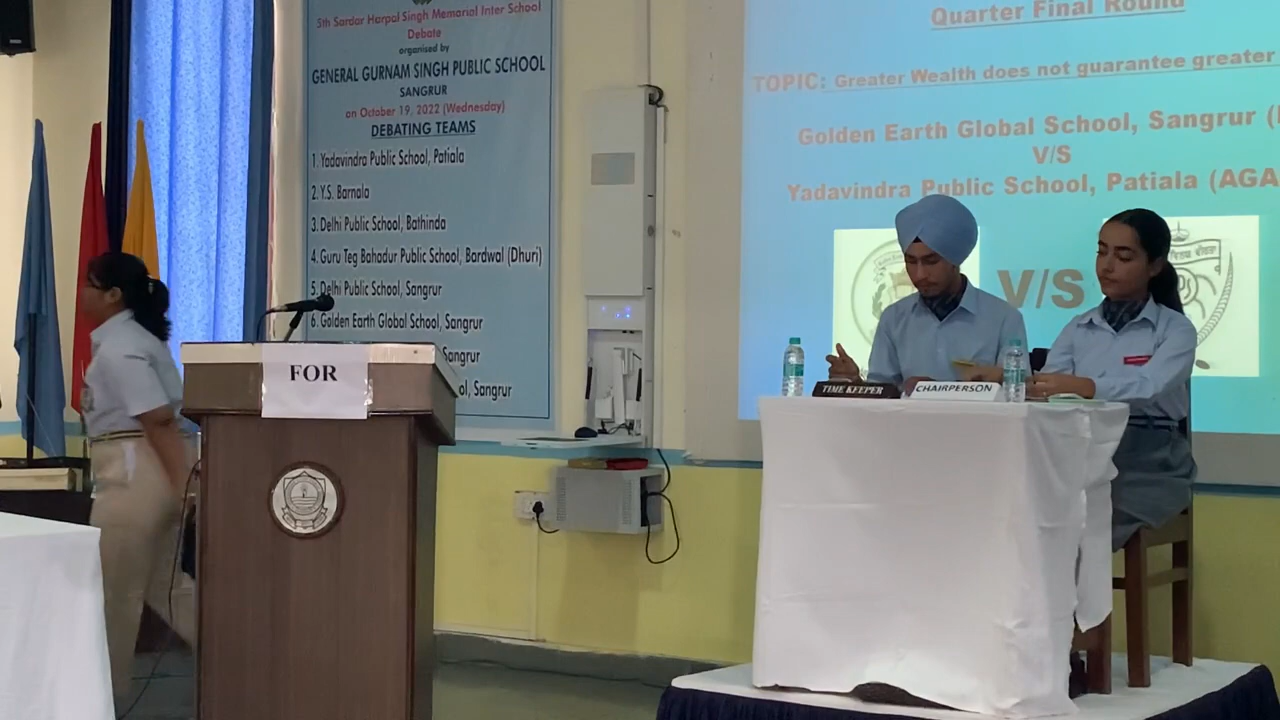 5th Sardar Harpal Singh Memorial Inter School
Debate
organised by
GENERAL GURNAM SINGH PUBLIC SCHOOL
SANGRUR
on October 19, 2022 (Wednesday)
DEBATING TEAMS
1. Yadavindra Public School, Patiala
2. Y.S. Barnala
3. Delhi Public School, Bathinda
4. Guru Teg Bahadur Public School, Bardwal (Dhuri)
5. Delhi Public School, Sangrur
6. Golden Earth Global School, Sangrur
Sangrur
Sangrur
Quarter Final Round
TOPIC: Greater Wealth does not guarantee greater
Golden Earth Global School, Sangrur
V/S
Yadavindra Public School, Patiala (AGA
V/S
FOR
TIME KEEPER
CHAIRPERSON